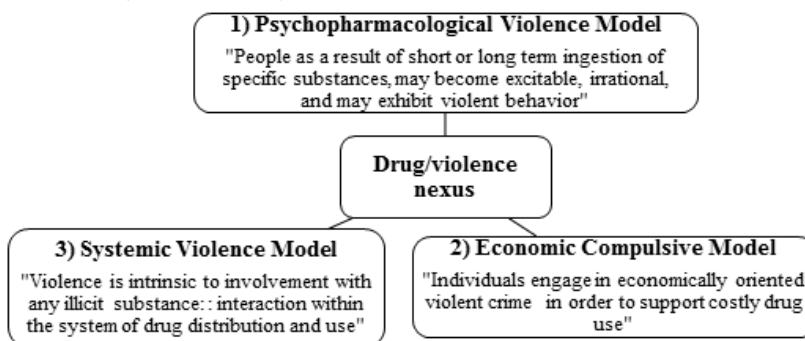 1) Psychopharmacological Violence Model
"People as a result of short or long term ingestion of
specific substances, may become excitable, irrational,
and may exhibit violent behavior"
Drug/violence
nexus
3) Systemic Violence Model
"Violence is intrinsic to involvement with
any illicit substance:: interaction within
the system of drug distribution and use"
2) Economic Compulsive Model
"Individuals engage in economically oriented
violent crime in order to support costly drug
use"